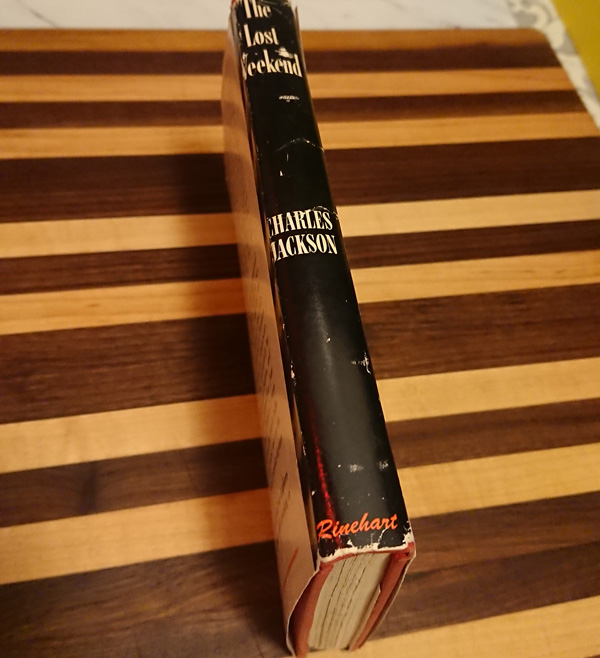 The
Lost
Weekend
CHARLES
JACKSON
Rinehart